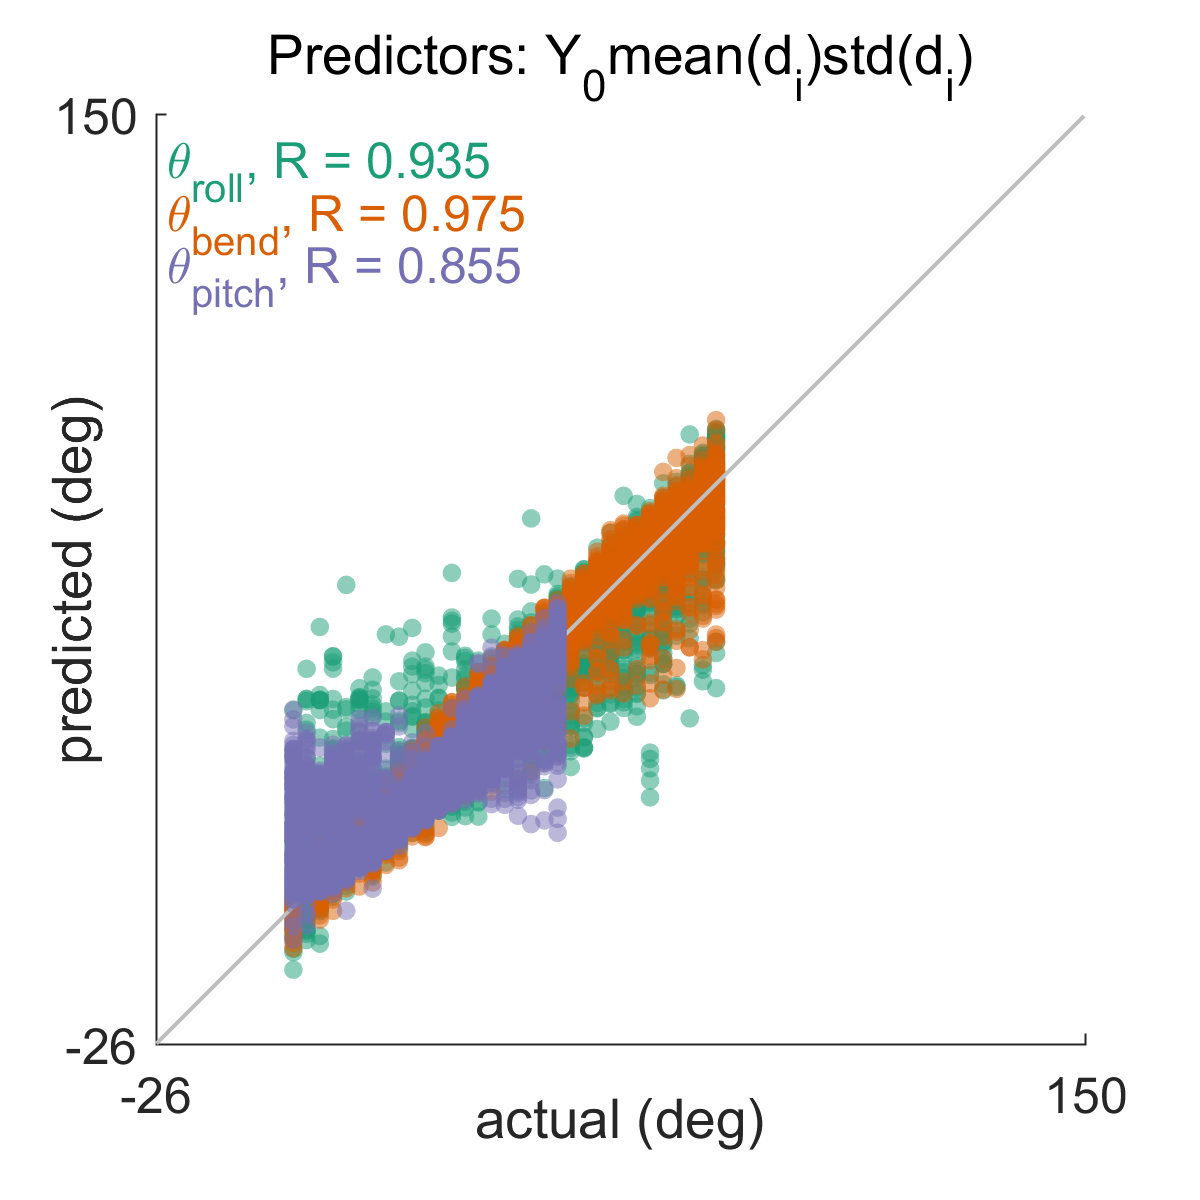 Predictors: Y₀mean(dᵢ)std(dᵢ)
150
θroll, R = 0.935
θbend, R = 0.975
θpitch, R = 0.855
predicted (deg)
-26
-26
150
actual (deg)